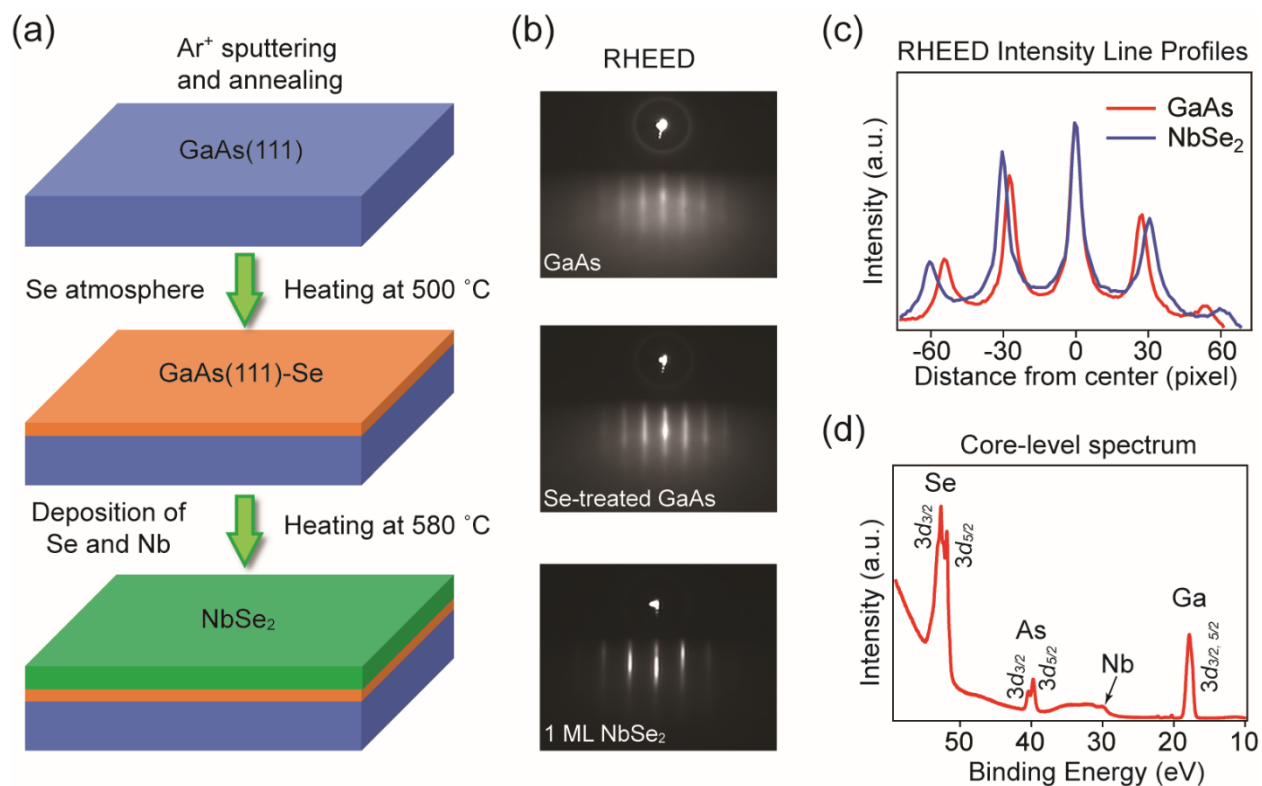 (a)
Ar⁺ sputtering
and annealing
GaAs(111)
Se atmosphere
Heating at 500 ˚C
GaAs(111)-Se
Deposition of
Se and Nb
Heating at 580 ˚C
NbSe₂
(b)
RHEED
GaAs
Se-treated GaAs
1 ML NbSe₂
(c)
RHEED Intensity Line Profiles
GaAs
NbSe₂
Intensity (a.u.)
-60 -30 0 30 60
Distance from center (pixel)
(d)
Core-level spectrum
Se
3d3/2
3d5/2
As
3d3/2
3d5/2
Nb
Ga
3d3/2, 5/2
Intensity (a.u.)
50 40 30 20 10
Binding Energy (eV)